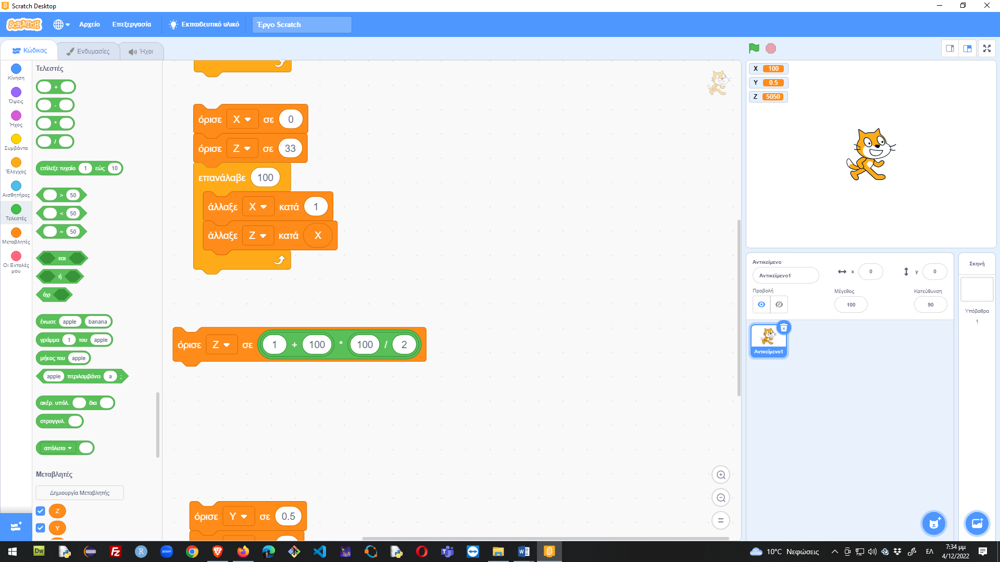 Scratch Desktop
SCRATCH Αρχείο Επεξεργασία Εκπαιδευτικό υλικό Έργο Scratch
Κώδικας Ενδυμασίες Ήχοι
Κίνηση
Όψεις
Ήχος
Συμβάντα
Έλεγχος
Αισθητήρες
Τελεστές
Μεταβλητές
Οι Εντολές
μου
Τελεστές
+
-
*
/
επίλεξε τυχαίο 1 εώς 10
> 50
< 50
= 50
και
ή
όχι
ένωσε apple banana
γράμμα 1 του apple
μήκος του apple
apple περιλαμβάνει a ;
ακέρ. υπόλ. δια
στρογγυλ.
απόλυτο
Μεταβλητές
Δημιουργία Μεταβλητής
Z
Y
όρισε X σε 0
όρισε Z σε 33
επανάλαβε 100
άλλαξε X κατά 1
άλλαξε Z κατά X
όρισε Z σε 1 + 100 * 100 / 2
όρισε Y σε 0.5
X 100
Y 0.5
Z 5050
Αντικείμενο
Αντικείμενο1 x 0 y 0
Προβολή Μέγεθος Κατεύθυνση
100 90
Αντικείμενο1
Σκηνή
Υπόβαθρα
1
Dw Fz R zoom TEX W
10°C Νεφώσεις ΕΛ 7:34 μμ
4/12/2022